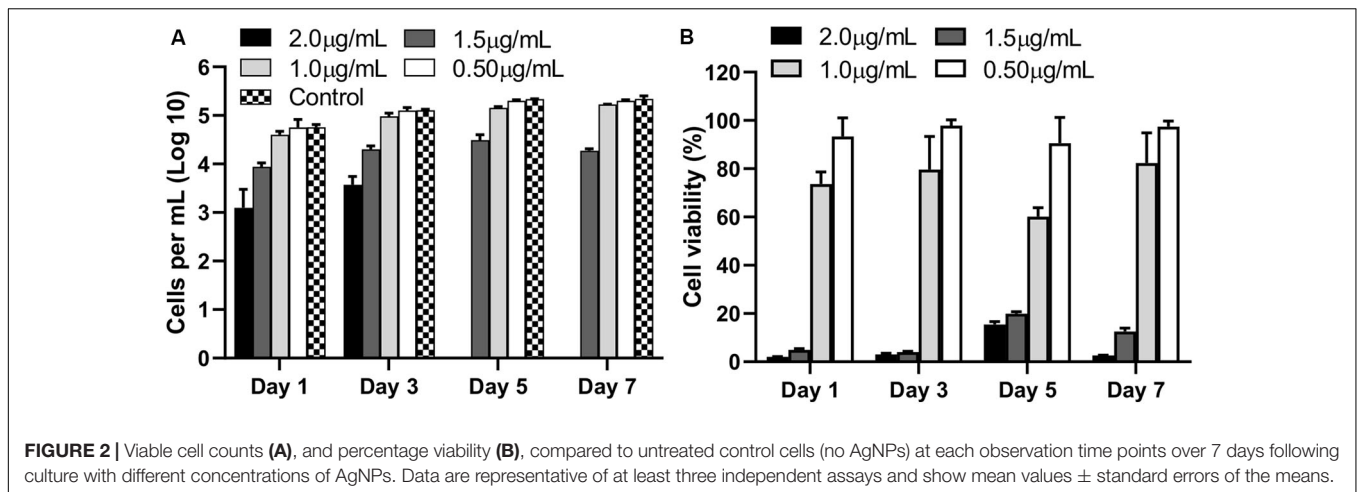 A
2.0μg/mL 1.5μg/mL
1.0μg/mL 0.50μg/mL
Control
Cells per mL (Log 10)
6
5
4
3
2
1
0
Day 1 Day 3 Day 5 Day 7
B
2.0μg/mL 1.5μg/mL
1.0μg/mL 0.50μg/mL
Cell viability (%)
120
100
80
60
40
20
0
Day 1 Day 3 Day 5 Day 7
FIGURE 2 | Viable cell counts (A), and percentage viability (B), compared to untreated control cells (no AgNPs) at each observation time points over 7 days following
culture with different concentrations of AgNPs. Data are representative of at least three independent assays and show mean values ± standard errors of the means.